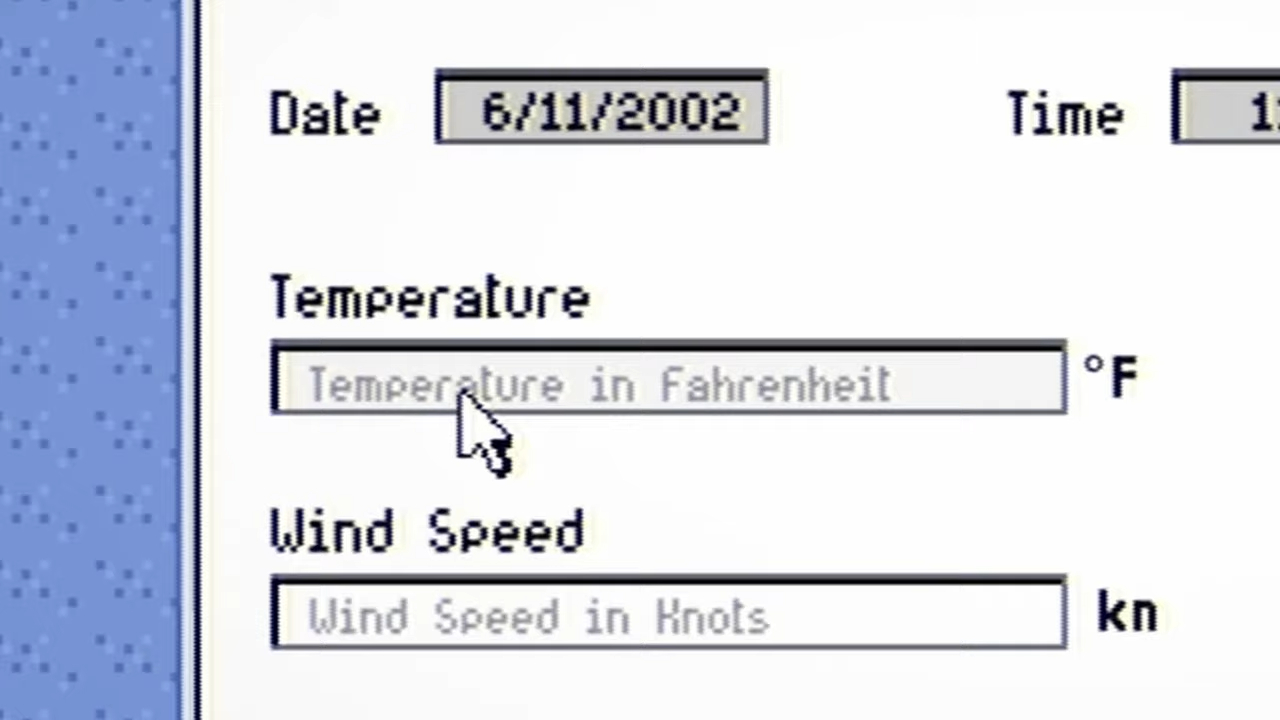 Date 6/11/2002 Time
Temperature
Temperature in Fahrenheit °F
Wind Speed
Wind Speed in Knots kn